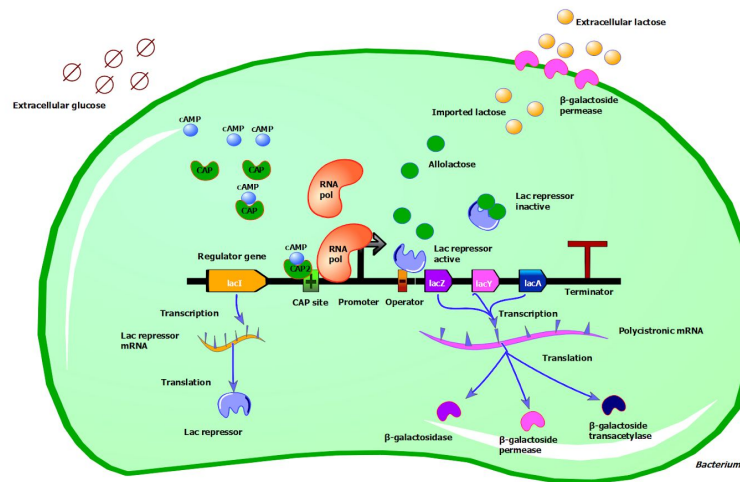 Extracellular lactose
Extracellular glucose
Imported lactose
β-galactoside
permease
cAMP
cAMP
cAMP
CAP
CAP
cAMP
CAP
RNA
pol
Allolactose
Lac repressor
inactive
Regulator gene
cAMP
CAP2
RNA
pol
Lac repressor
active
lacI
+
-
lacZ
lacY
lacA
CAP site
Promoter
Operator
Terminator
Transcription
Transcription
Lac repressor
mRNA
Polycistronic mRNA
Translation
Translation
Lac repressor
β-galactosidase
β-galactoside
permease
β-galactoside
transacetylase
Bacterium